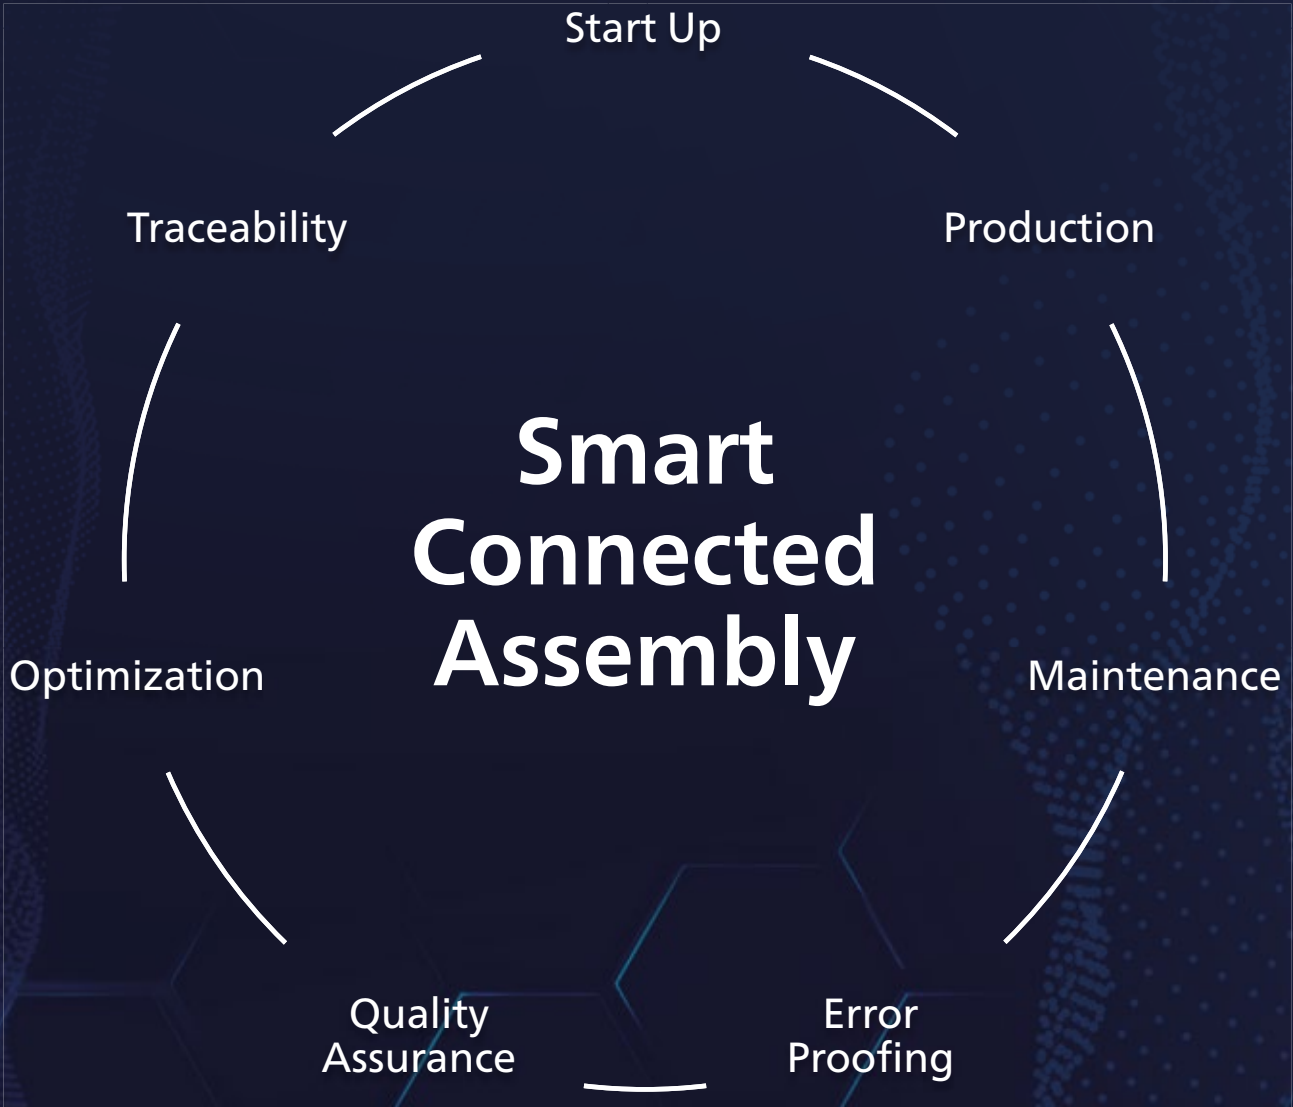 Start Up
Traceability
Production
Smart
Connected
Assembly
Optimization
Maintenance
Quality
Assurance
Error
Proofing